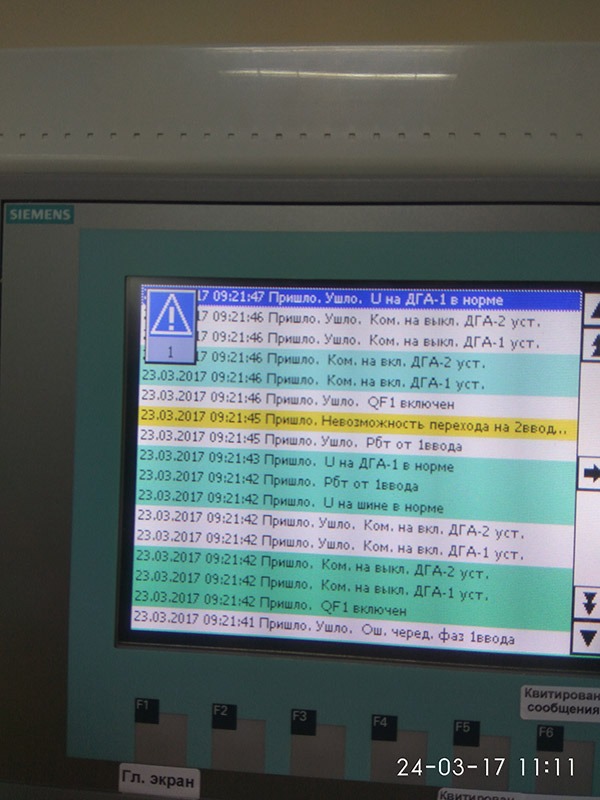 SIEMENS
17 09:21:47 Пришло. Ушло. U на ДГА-1 в норме
17 09:21:46 Пришло. Ушло. Ком. на выкл. ДГА-2 уст.
17 09:21:46 Пришло. Ушло. Ком. на выкл. ДГА-1 уст.
1
17 09:21:46 Пришло. Ком. на вкл. ДГА-2 уст.
23.03.2017 09:21:46 Пришло. Ком. на вкл. ДГА-1 уст.
23.03.2017 09:21:46 Пришло. Ушло. QF1 включен
23.03.2017 09:21:45 Пришло. Невозможность перехода на 2ввод...
23.03.2017 09:21:45 Пришло. Ушло. Рбт от 1ввода
23.03.2017 09:21:43 Пришло. U на ДГА-1 в норме
23.03.2017 09:21:42 Пришло. Рбт от 1ввода
23.03.2017 09:21:42 Пришло. U на шине в норме
23.03.2017 09:21:42 Пришло. Ушло. Ком. на вкл. ДГА-2 уст.
23.03.2017 09:21:42 Пришло. Ушло. Ком. на вкл. ДГА-1 уст.
23.03.2017 09:21:42 Пришло. Ком. на выкл. ДГА-2 уст.
23.03.2017 09:21:42 Пришло. Ком. на выкл. ДГА-1 уст.
23.03.2017 09:21:42 Пришло. QF1 включен
23.03.2017 09:21:41 Пришло. Ушло. Ош. черед. фаз 1ввода
Квитирован
сообщения
F1 F2 F3 F4 F5 F6
Гл. экран
24-03-17 11:11
Квитирован